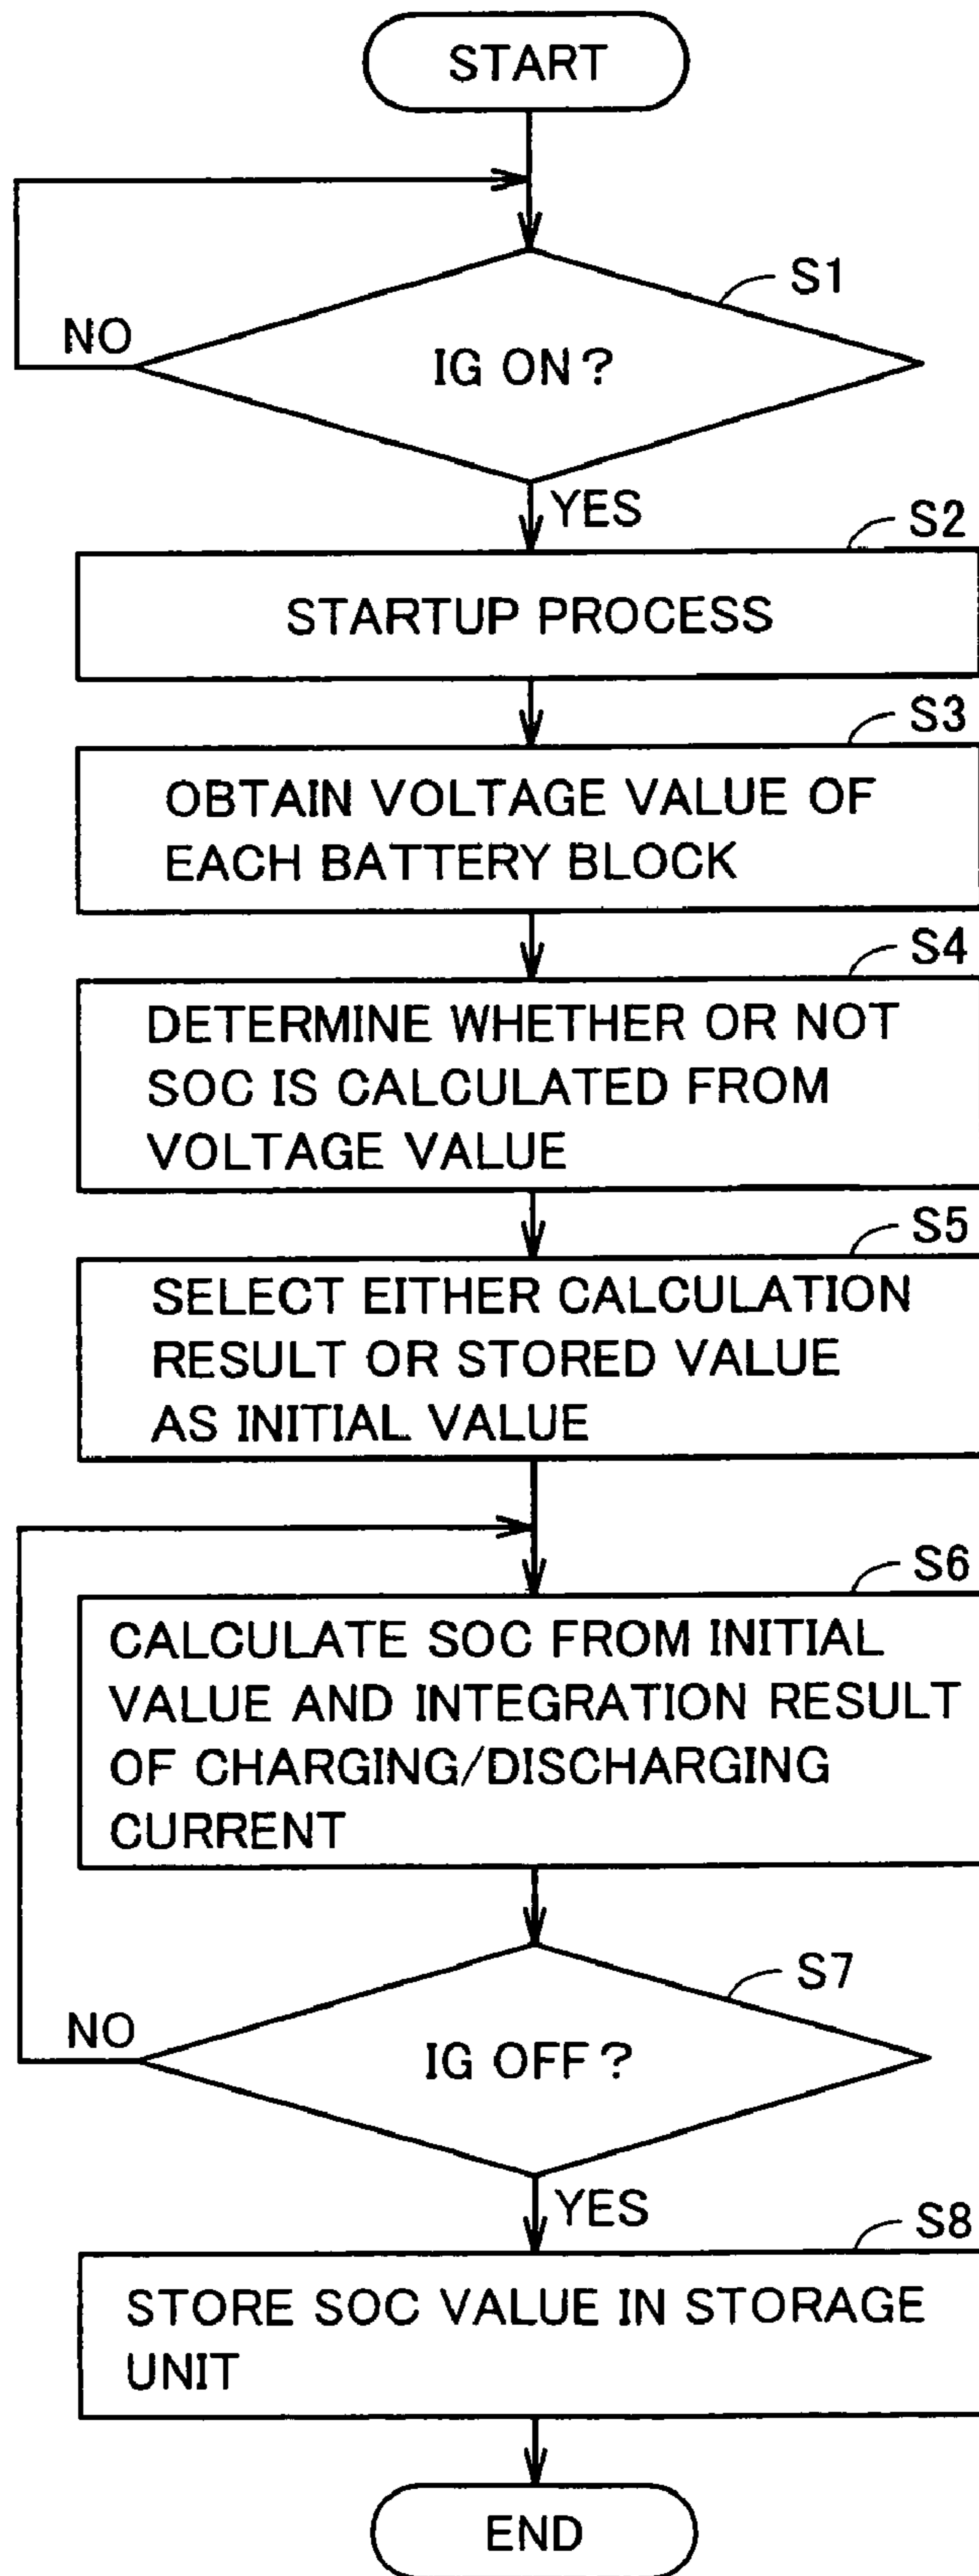 START
S1
NO
IG ON?
YES
S2
STARTUP PROCESS
S3
OBTAIN VOLTAGE VALUE OF
EACH BATTERY BLOCK
S4
DETERMINE WHETHER OR NOT
SOC IS CALCULATED FROM
VOLTAGE VALUE
S5
SELECT EITHER CALCULATION
RESULT OR STORED VALUE
AS INITIAL VALUE
S6
CALCULATE SOC FROM INITIAL
VALUE AND INTEGRATION RESULT
OF CHARGING/DISCHARGING
CURRENT
S7
NO
IG OFF?
YES
S8
STORE SOC VALUE IN STORAGE
UNIT
END